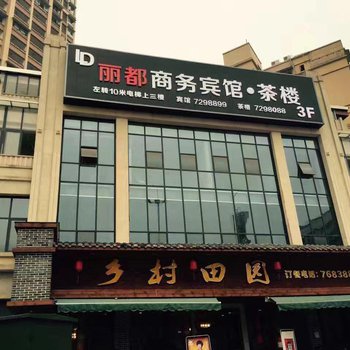 LD
丽都商务宾馆·茶楼
左转10米电梯上三楼 宾馆 7298899 茶楼 7298088
3F
乡村田园
订餐电话:76838